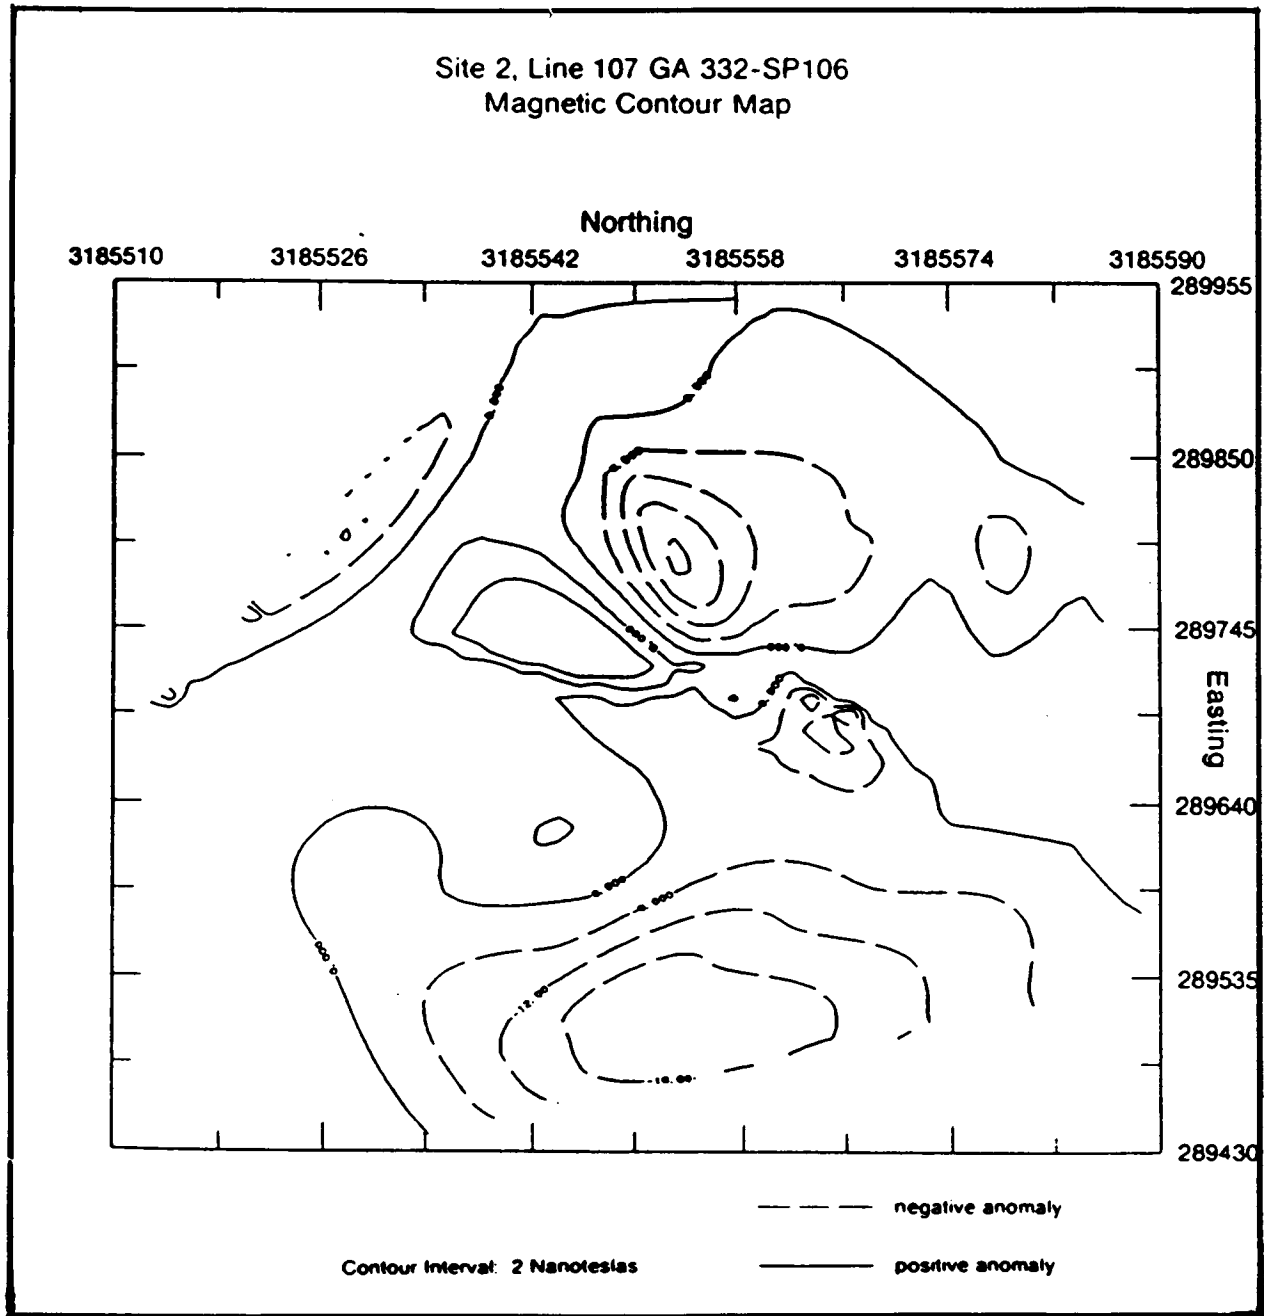 Site 2, Line 107 GA 332-SP106
Magnetic Contour Map
Northing
3185510 3185526 3185542 3185558 3185574 3185590
289955
289850
289745
Easting
289640
289535
289430
negative anomaly
Contour Interval: 2 Nanoteslas
positive anomaly